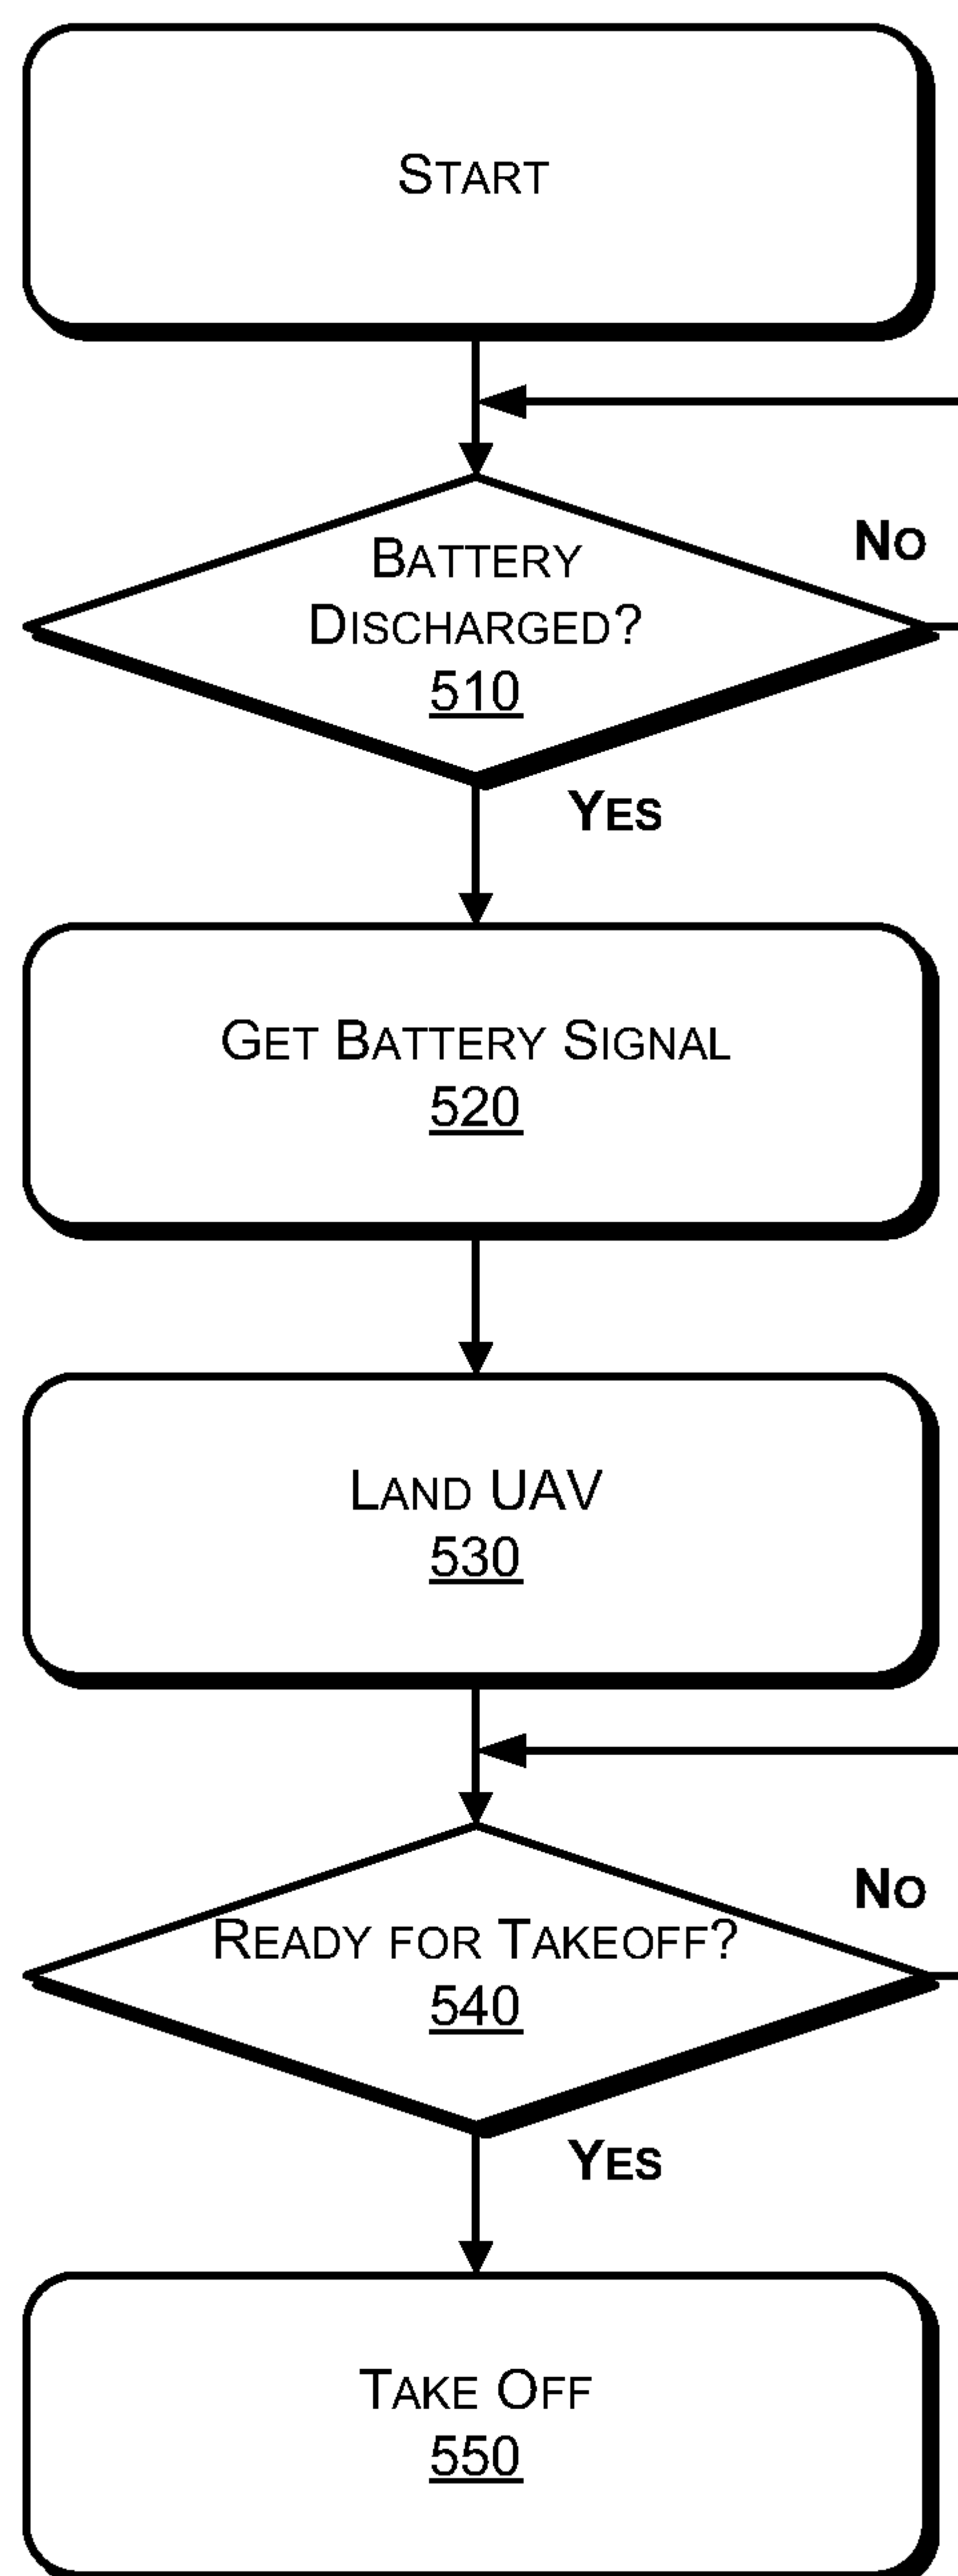 START
BATTERY
DISCHARGED?
510
NO
YES
GET BATTERY SIGNAL
520
LAND UAV
530
READY FOR TAKEOFF?
540
NO
YES
TAKE OFF
550